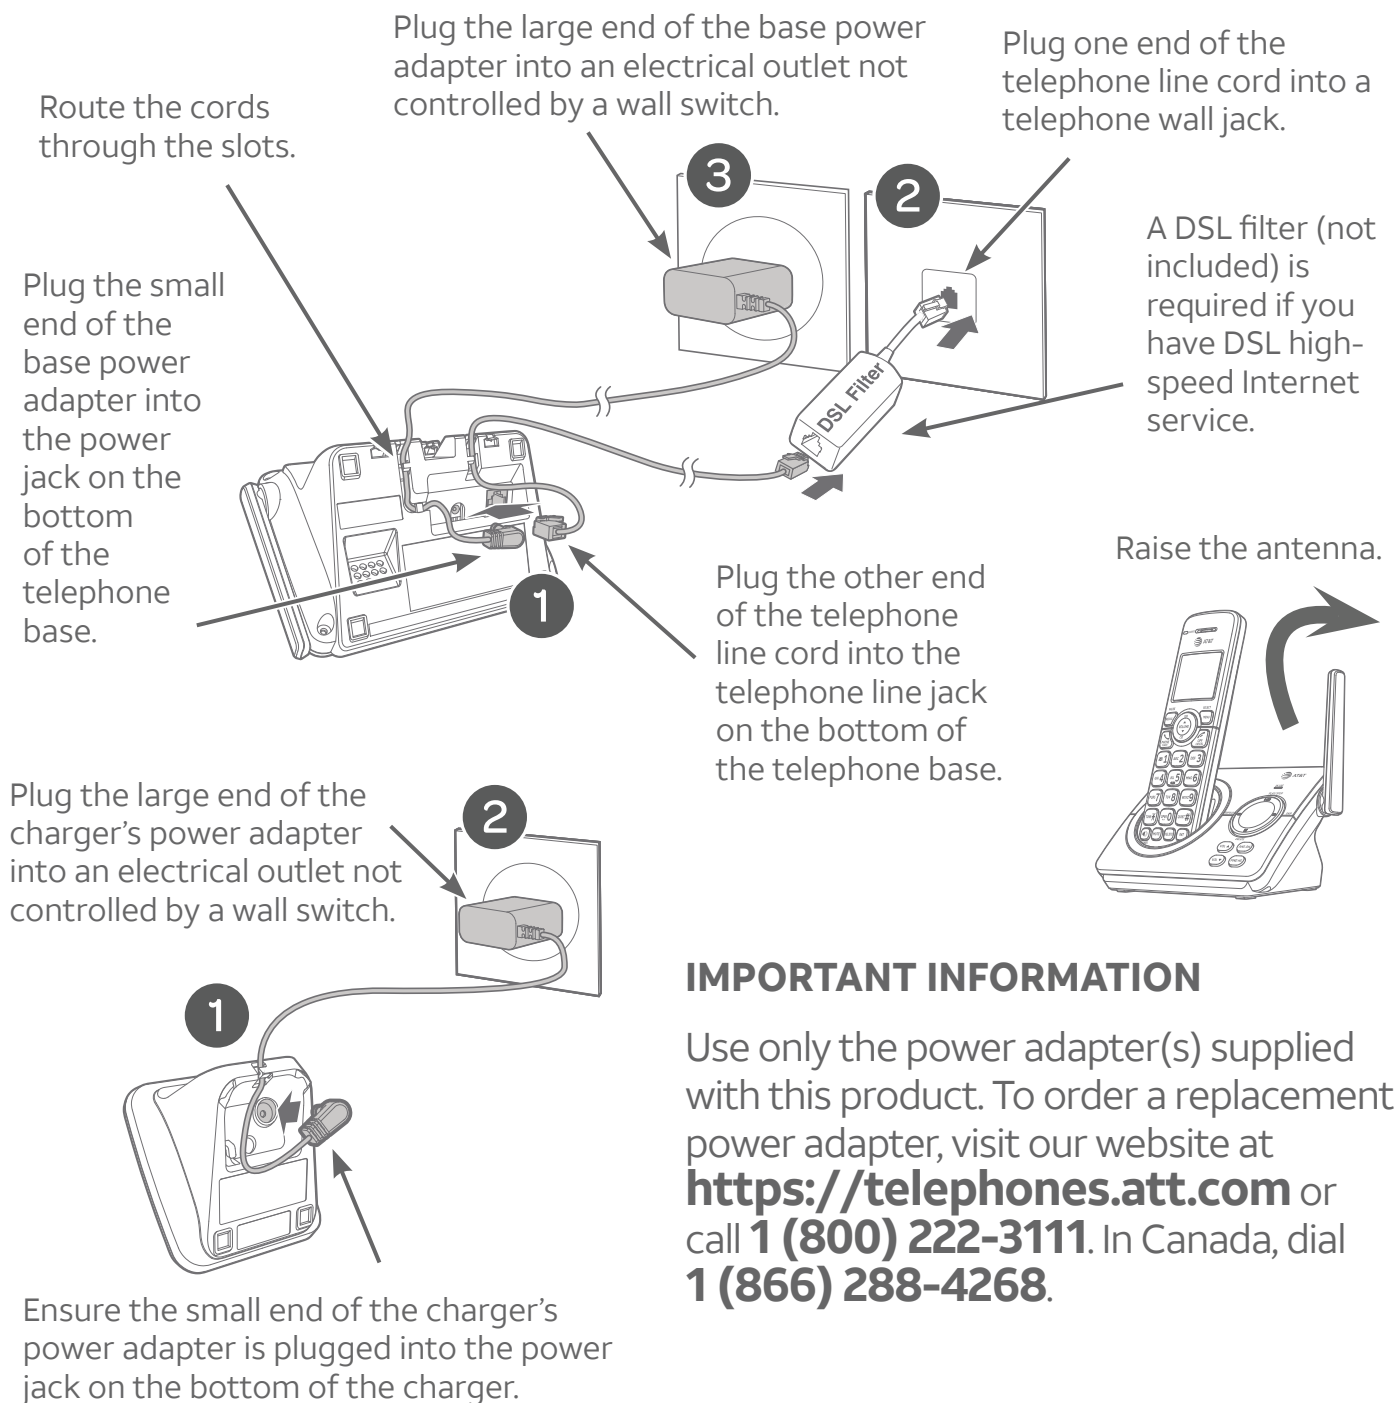 Plug the large end of the base power
adapter into an electrical outlet not
controlled by a wall switch.
Plug one end of the
telephone line cord into a
telephone wall jack.
Route the cords
through the slots.
3
2
A DSL filter (not
included) is
required if you
have DSL high-
speed Internet
service.
Plug the small
end of the
base power
adapter into
the power
jack on the
bottom
of the
telephone
base.
DSL Filter
1
Plug the other end
of the telephone
line cord into the
telephone line jack
on the bottom of
the telephone base.
Raise the antenna.
AT&T
AT&T
Plug the large end of the
charger’s power adapter
into an electrical outlet not
controlled by a wall switch.
2
1
Ensure the small end of the charger’s
power adapter is plugged into the power
jack on the bottom of the charger.
IMPORTANT INFORMATION
Use only the power adapter(s) supplied
with this product. To order a replacement
power adapter, visit our website at
https://telephones.att.com or
call 1 (800) 222-3111. In Canada, dial
1 (866) 288-4268.